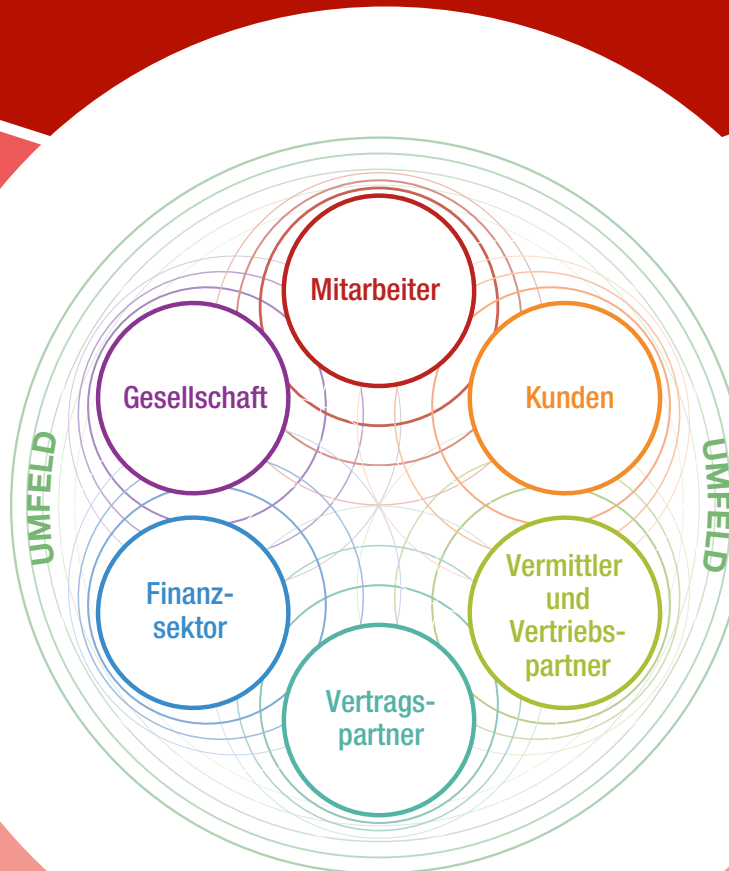 Mitarbeiter
Gesellschaft
Kunden
UMFELD
UMFELD
Finanz-
sektor
Vermittler
und
Vertriebs-
partner
Vertrags-
partner